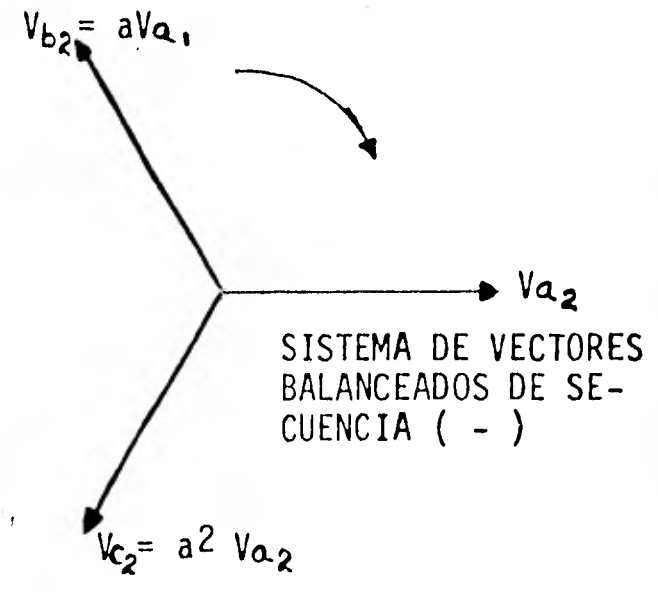 Vb2 = aVa1
Va2
SISTEMA DE VECTORES
BALANCEADOS DE SE-
CUENCIA ( - )
Vc2 = a2 Va2